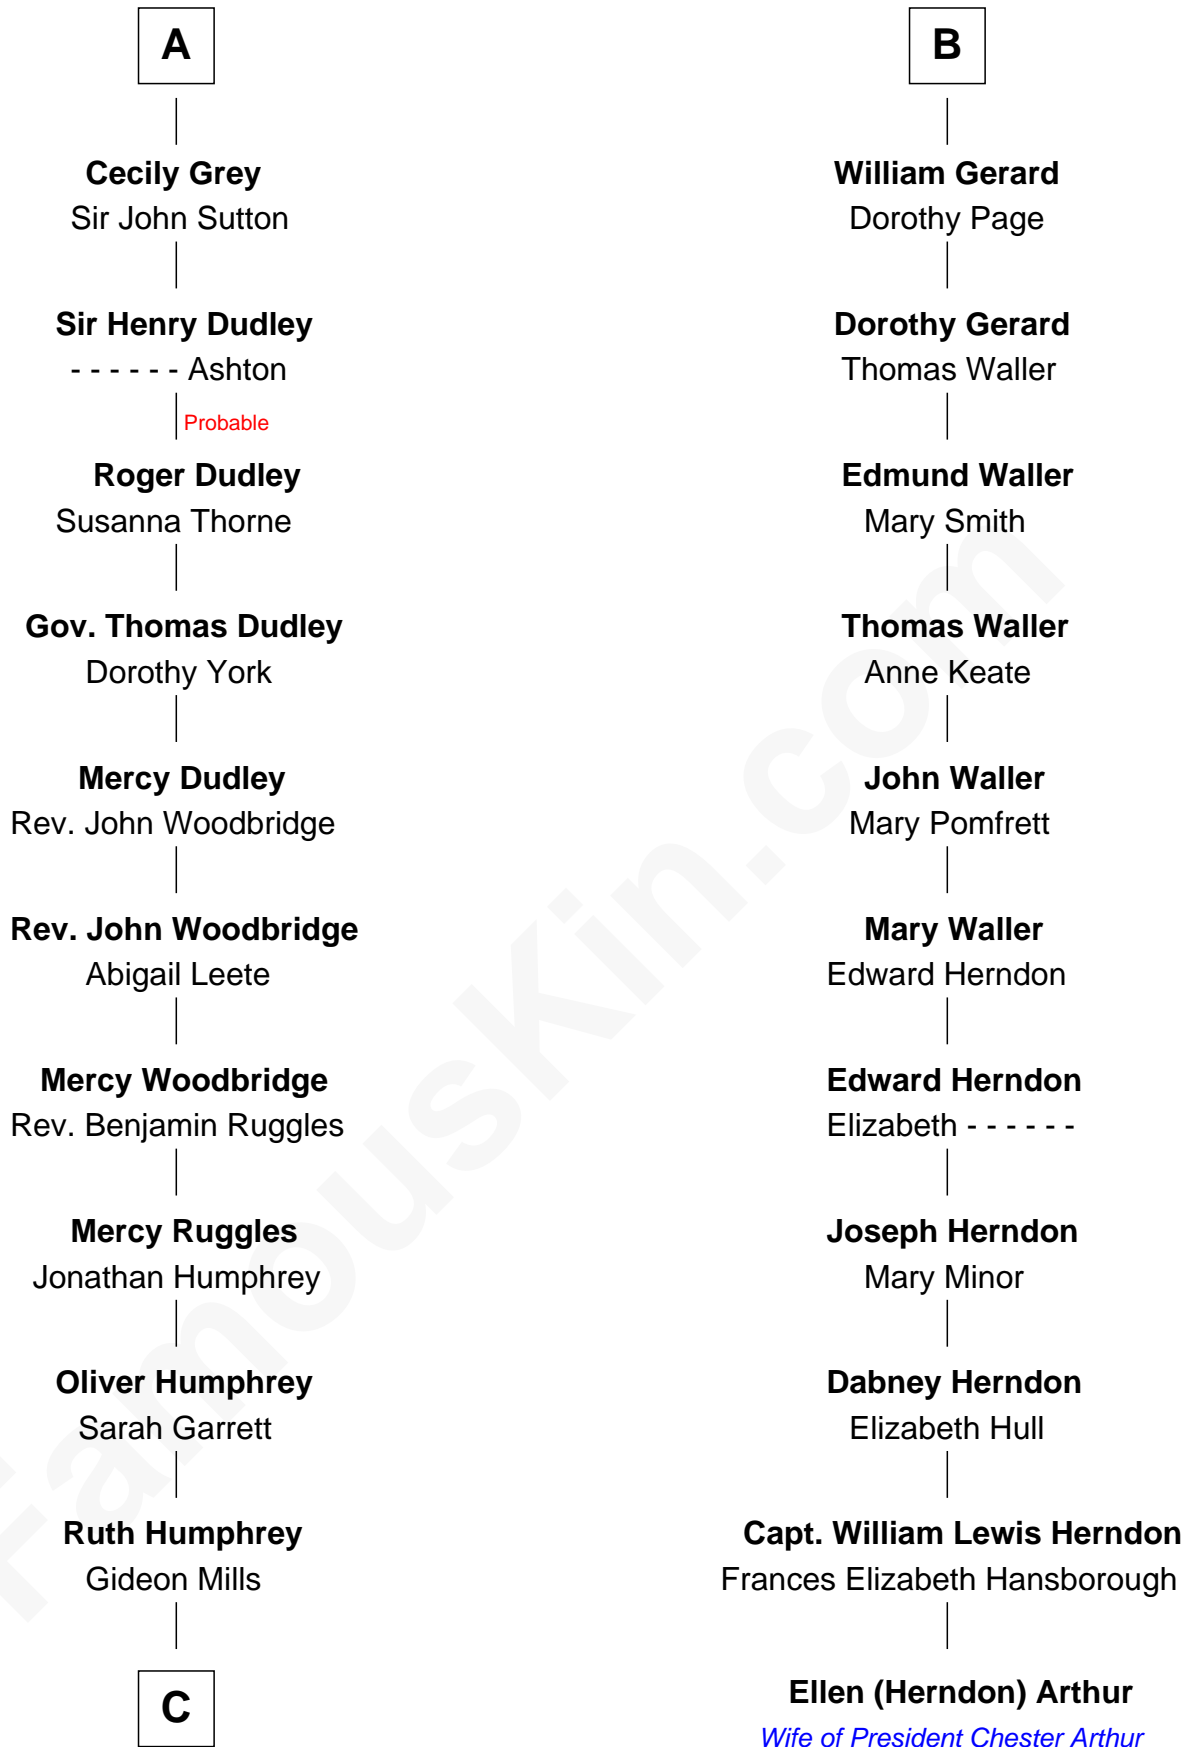 A
Cecily Grey
Sir John Sutton
Sir Henry Dudley
- - - - - - Ashton
Probable
Roger Dudley
Susanna Thorne
Gov. Thomas Dudley
Dorothy York
Mercy Dudley
Rev. John Woodbridge
Rev. John Woodbridge
Abigail Leete
Mercy Woodbridge
Rev. Benjamin Ruggles
Mercy Ruggles
Jonathan Humphrey
Oliver Humphrey
Sarah Garrett
Ruth Humphrey
Gideon Mills
C
B
William Gerard
Dorothy Page
Dorothy Gerard
Thomas Waller
Edmund Waller
Mary Smith
Thomas Waller
Anne Keate
John Waller
Mary Pomfrett
Mary Waller
Edward Herndon
Edward Herndon
Elizabeth - - - - - -
Joseph Herndon
Mary Minor
Dabney Herndon
Elizabeth Hull
Capt. William Lewis Herndon
Frances Elizabeth Hansborough
Ellen (Herndon) Arthur
Wife of President Chester Arthur
FamousKin.com